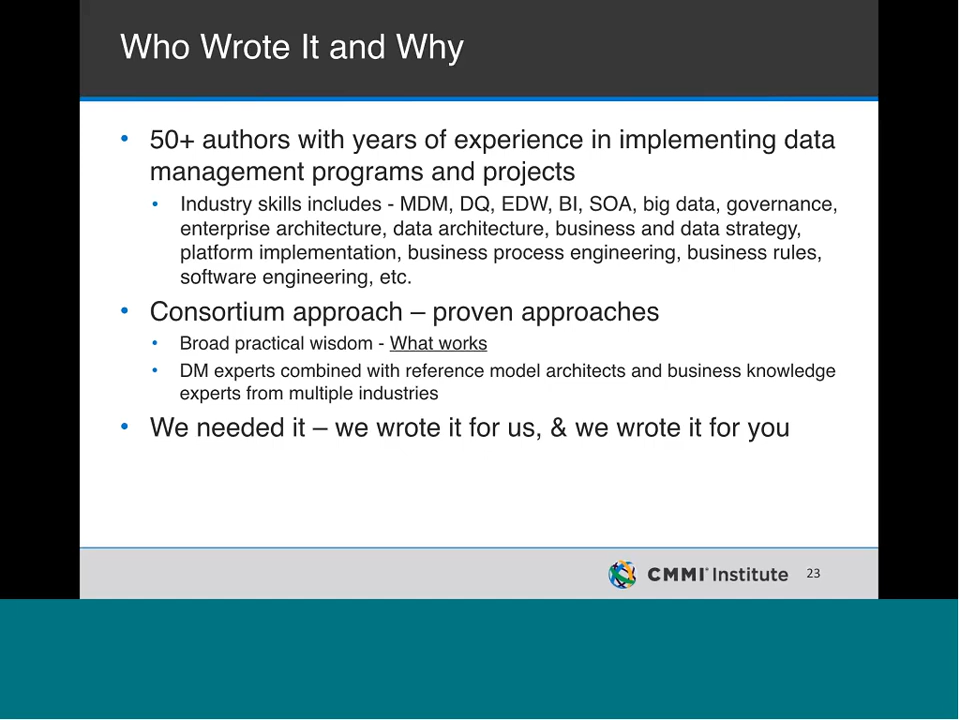 Who Wrote It and Why
• 50+ authors with years of experience in implementing data
management programs and projects
• Industry skills includes - MDM, DQ, EDW, BI, SOA, big data, governance,
enterprise architecture, data architecture, business and data strategy,
platform implementation, business process engineering, business rules,
software engineering, etc.
• Consortium approach – proven approaches
• Broad practical wisdom - What works
• DM experts combined with reference model architects and business knowledge
experts from multiple industries
• We needed it – we wrote it for us, & we wrote it for you
CMMI® Institute 23